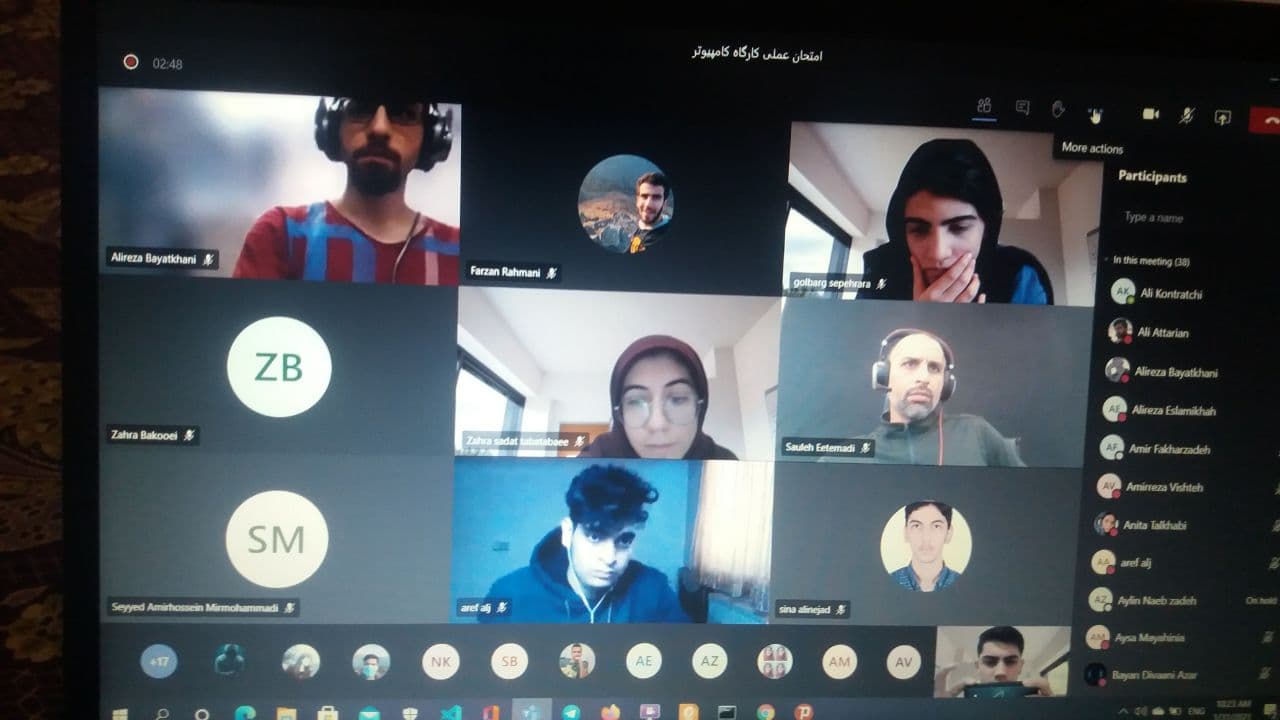 امتحان عملی کارگاه کامپیوتر
02:48
More actions
Participants
Type a name
In this meeting (38)
Alireza Bayatkhani
Farzan Rahmani
golbarg sepehrara
ZB
Zahra Bakooei
Zahra sadat tabatabaee
Sauleh Eetemadi
SM
Seyyed Amirhossein Mirmohammadi
aref alj
sina alinejad
AK Ali Kontratchi
Ali Attarian
Alireza Bayatkhani
AE Alireza Eslamikhah
AF Amir Fakharzadeh
AV Amirreza Vishteh
Anita Talkhabi
AA aref alj
AZ Aylin Naeb zadeh On hold
AM Aysa Mayahinia
Bayan Divaani Azar
+17 NK SB AE AZ AM AV
ENG 10:23 AM